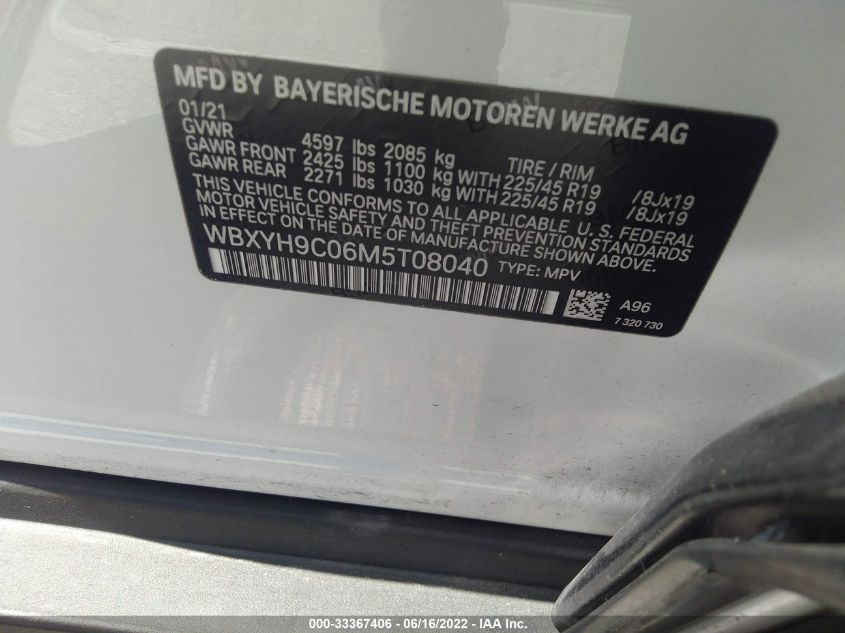 MFD BY BAYERISCHE MOTOREN WERKE AG
01/21
GVWR 4597 lbs 2085 kg TIRE / RIM
GAWR FRONT 2425 lbs 1100 kg WITH 225/45 R19 /8Jx19
GAWR REAR 2271 lbs 1030 kg WITH 225/45 R19 /8Jx19
THIS VEHICLE CONFORMS TO ALL APPLICABLE U. S. FEDERAL
MOTOR VEHICLE SAFETY AND THEFT PREVENTION STANDARDS
IN EFFECT ON THE DATE OF MANUFACTURE SHOWN ABOVE.
WBXYH9C06M5T08040 TYPE: MPV
A96
7 320 730
000-33367406 - 06/16/2022 - IAA Inc.